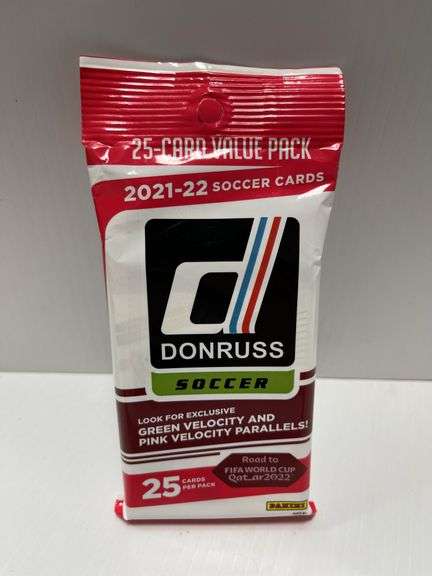 25-CARD VALUE PACK
2021-22 SOCCER CARDS
d
DONRUSS
SOCCER
LOOK FOR EXCLUSIVE
GREEN VELOCITY AND
PINK VELOCITY PARALLELS!
25 CARDS
PER PACK
Road to
FIFA WORLD CUP
Qatar2022
PANINI